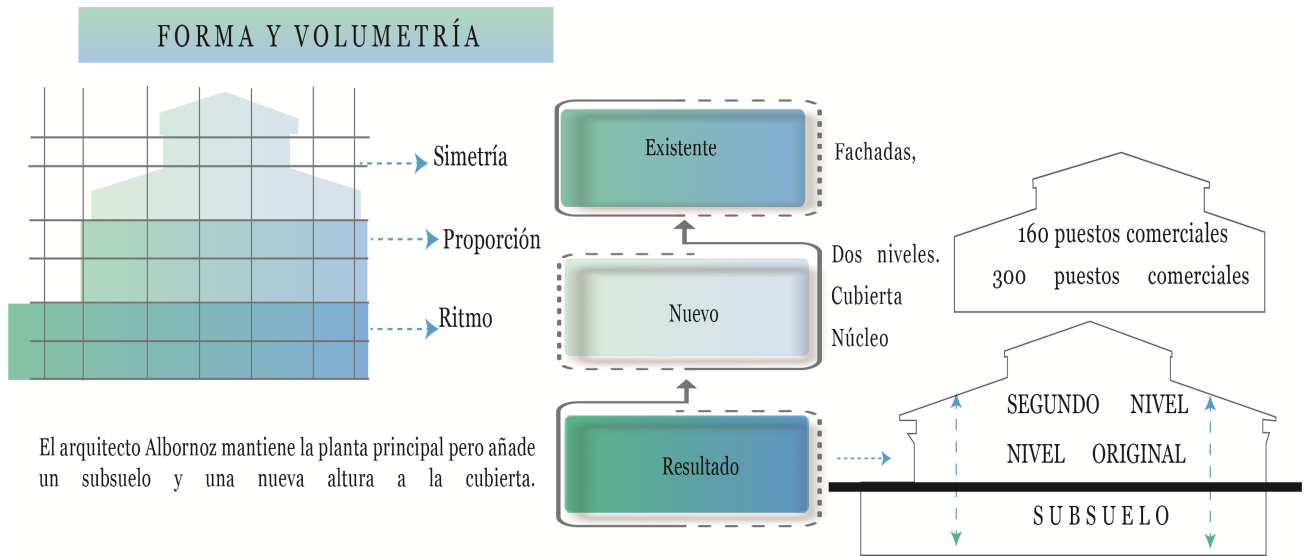 FORMA Y VOLUMETRÍA
Simetría
Proporción
Ritmo
El arquitecto Albornoz mantiene la planta principal pero añade
un subsuelo y una nueva altura a la cubierta.
Existente
Fachadas,
Nuevo
Dos niveles.
Cubierta
Núcleo
Resultado
160 puestos comerciales
300 puestos comerciales
SEGUNDO NIVEL
NIVEL ORIGINAL
SUBSUELO